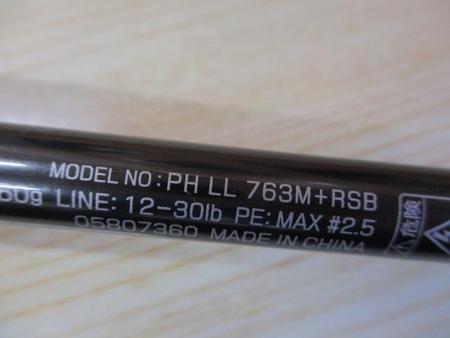 MODEL NO: PH LL 763M+RSB
60g LINE: 12-30lb PE: MAX #2.5
05807360 MADE IN CHINA
危険